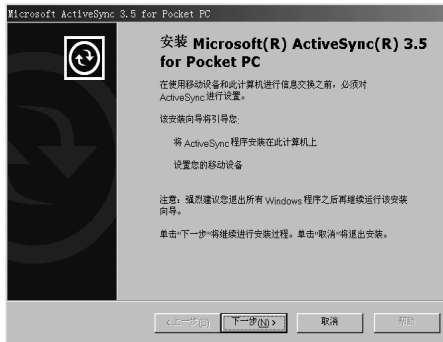 Microsoft ActiveSync 3.5 for Pocket PC
安装 Microsoft(R) ActiveSync(R) 3.5
for Pocket PC
在使用移动设备和此计算机进行信息交换之前，必须对
ActiveSync 进行设置。
该安装向导将引导您:
将 ActiveSync 程序安装在此计算机上
设置您的移动设备
注意：强烈建议您退出所有 Windows 程序之后再继续运行该安装
向导。
单击“下一步”将继续进行安装过程。单击“取消”将退出安装。
<上一步(B) 下一步(N)> 取消 帮助